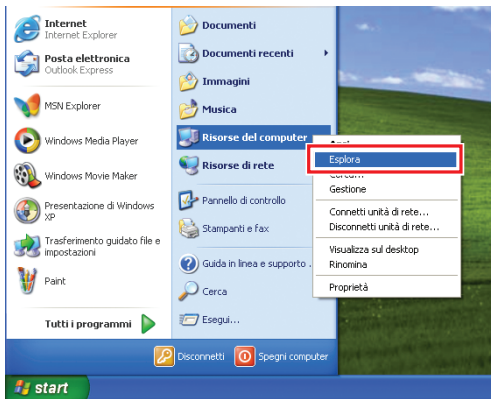 Internet
Internet Explorer
Posta elettronica
Outlook Express
MSN Explorer
Windows Media Player
Windows Movie Maker
Presentazione di Windows
XP
Trasferimento guidato file e
impostazioni
Paint
Tutti i programmi
Documenti
Documenti recenti
Immagini
Musica
Risorse del computer
Risorse di rete
Pannello di controllo
Stampanti e fax
Guida in linea e supporto .
Cerca
Esegui...
Esplora
Gestione
Connetti unità di rete...
Disconnetti unità di rete...
Visualizza sul desktop
Rinomina
Proprietà
Disconnetti
Spegni computer
start